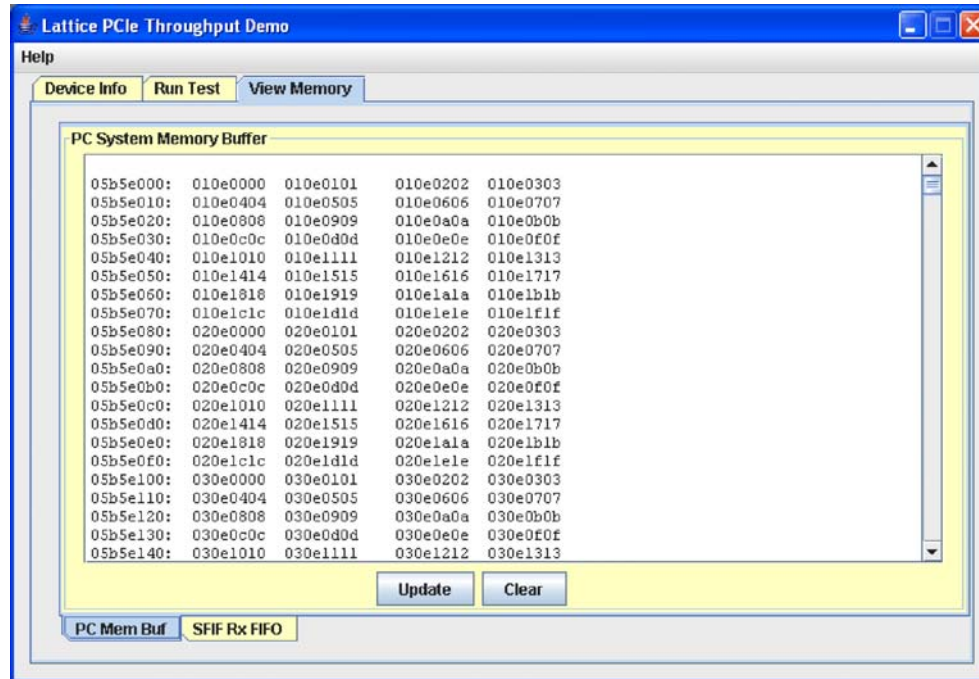 Lattice PCIe Throughput Demo
Help
Device Info Run Test View Memory
PC System Memory Buffer
05b5e000: 010e0000 010e0101 010e0202 010e0303
05b5e010: 010e0404 010e0505 010e0606 010e0707
05b5e020: 010e0808 010e0909 010e0a0a 010e0b0b
05b5e030: 010e0c0c 010e0d0d 010e0e0e 010e0f0f
05b5e040: 010e1010 010e1111 010e1212 010e1313
05b5e050: 010e1414 010e1515 010e1616 010e1717
05b5e060: 010e1818 010e1919 010e1a1a 010e1b1b
05b5e070: 010e1c1c 010e1d1d 010e1e1e 010e1f1f
05b5e080: 020e0000 020e0101 020e0202 020e0303
05b5e090: 020e0404 020e0505 020e0606 020e0707
05b5e0a0: 020e0808 020e0909 020e0a0a 020e0b0b
05b5e0b0: 020e0c0c 020e0d0d 020e0e0e 020e0f0f
05b5e0c0: 020e1010 020e1111 020e1212 020e1313
05b5e0d0: 020e1414 020e1515 020e1616 020e1717
05b5e0e0: 020e1818 020e1919 020e1a1a 020e1b1b
05b5e0f0: 020e1c1c 020e1d1d 020e1e1e 020e1f1f
05b5e100: 030e0000 030e0101 030e0202 030e0303
05b5e110: 030e0404 030e0505 030e0606 030e0707
05b5e120: 030e0808 030e0909 030e0a0a 030e0b0b
05b5e130: 030e0c0c 030e0d0d 030e0e0e 030e0f0f
05b5e140: 030e1010 030e1111 030e1212 030e1313
Update Clear
PC Mem Buf SFIF Rx FIFO